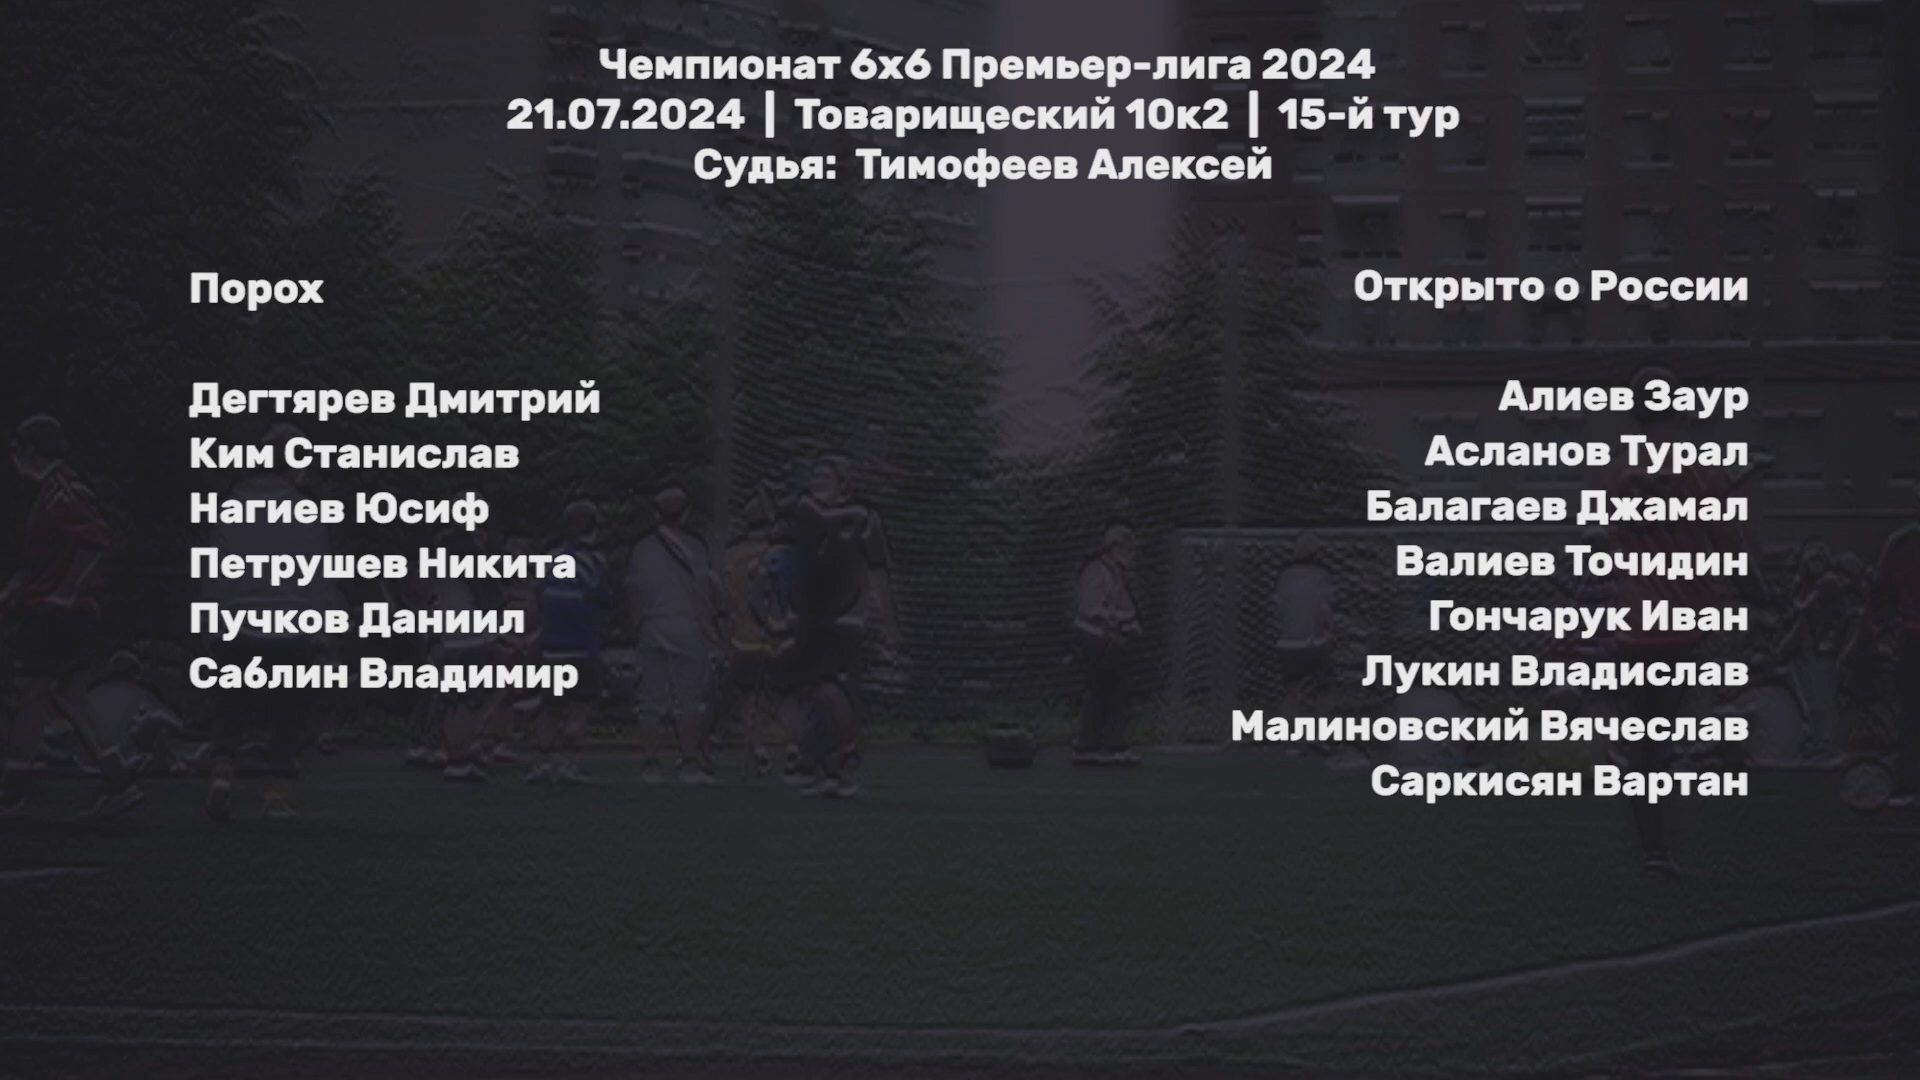 Чемпионат 6х6 Премьер-лига 2024
21.07.2024 | Товарищеский 10к2 | 15-й тур
Судья: Тимофеев Алексей
Порох
Дегтярев Дмитрий
Ким Станислав
Нагиев Юсиф
Петрушев Никита
Пучков Даниил
Саблин Владимир
Открыто о России
Алиев Заур
Асланов Турал
Балагаев Джамал
Валиев Точидин
Гончарук Иван
Лукин Владислав
Малиновский Вячеслав
Саркисян Вартан